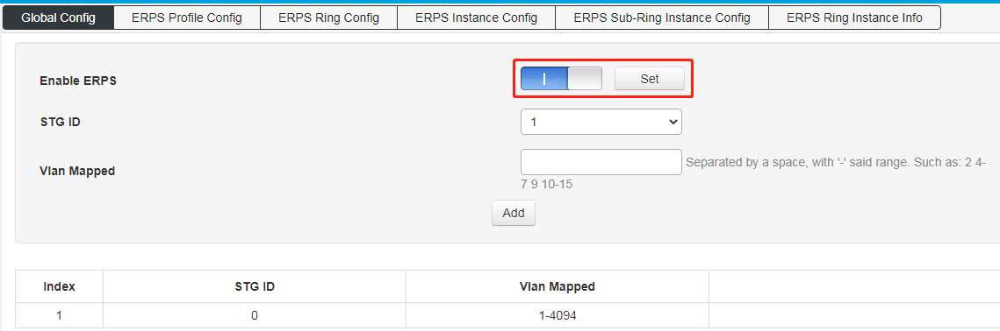 Global Config ERPS Profile Config ERPS Ring Config ERPS Instance Config ERPS Sub-Ring Instance Config ERPS Ring Instance Info
Enable ERPS Set
STG ID 1
Vlan Mapped Separated by a space, with '-' said range. Such as: 2 4-
7 9 10-15
Add
Index STG ID Vlan Mapped
1 0 1-4094